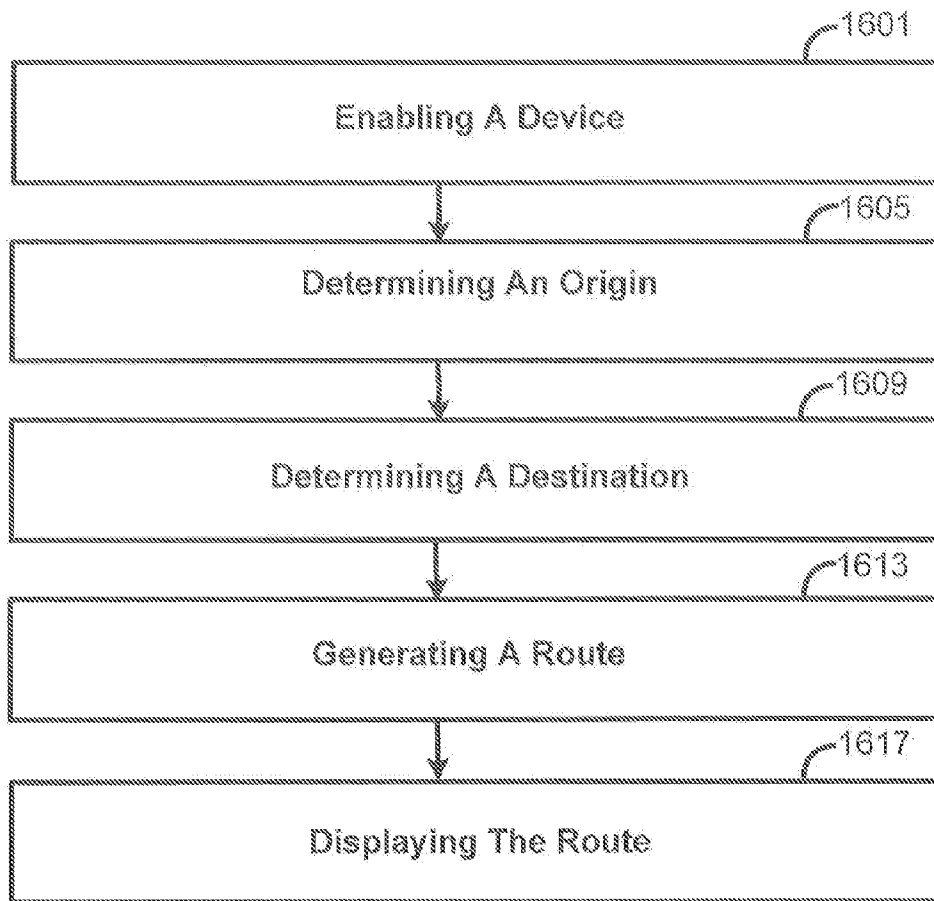 1601
Enabling A Device
1605
Determining An Origin
1609
Determining A Destination
1613
Generating A Route
1617
Displaying The Route